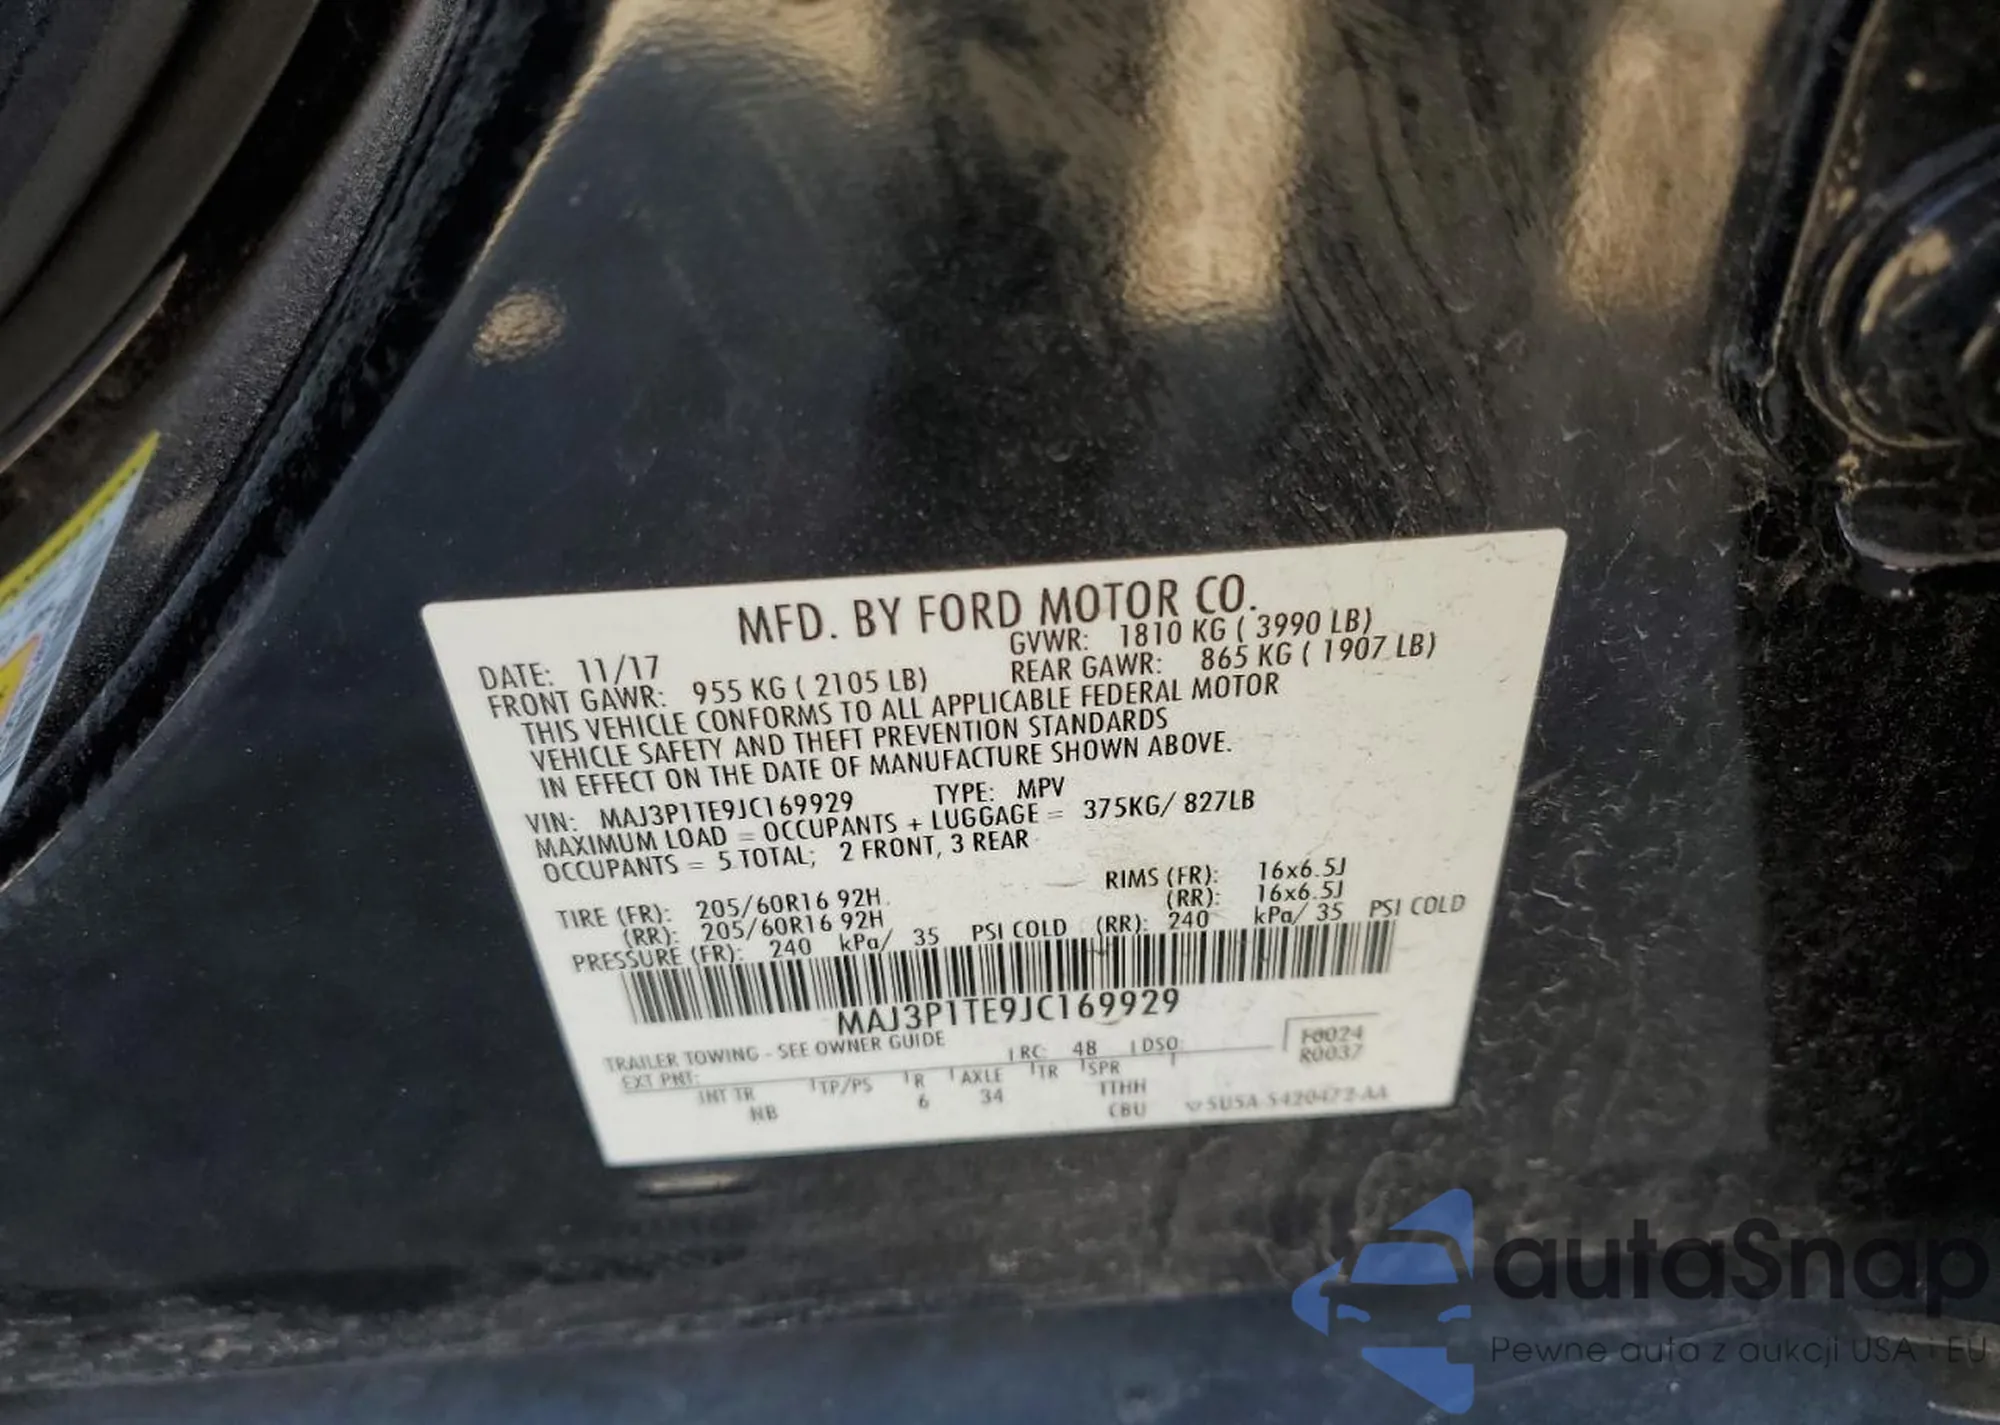 MFD. BY FORD MOTOR CO.
DATE: 11/17 GVWR: 1810 KG ( 3990 LB)
FRONT GAWR: 955 KG ( 2105 LB) REAR GAWR: 865 KG ( 1907 LB)
THIS VEHICLE CONFORMS TO ALL APPLICABLE FEDERAL MOTOR
VEHICLE SAFETY AND THEFT PREVENTION STANDARDS
IN EFFECT ON THE DATE OF MANUFACTURE SHOWN ABOVE.
VIN: MAJ3P1TE9JC169929 TYPE: MPV
MAXIMUM LOAD = OCCUPANTS + LUGGAGE = 375KG/ 827LB
OCCUPANTS = 5 TOTAL; 2 FRONT, 3 REAR
TIRE (FR): 205/60R16 92H RIMS (FR): 16x6.5J
(RR): 205/60R16 92H (RR): 16x6.5J
PRESSURE (FR): 240 kPa/ 35 PSI COLD (RR): 240 kPa/ 35 PSI COLD
MAJ3P1TE9JC169929
TRAILER TOWING - SEE OWNER GUIDE
F0024
EXT PNT: RC: 48 DSO: R0037
INT TR TP/PS R AXLE TR SPR
NB 6 34 TTHH
CBU
autaSnap
Pewne auta z aukcji USA i EU